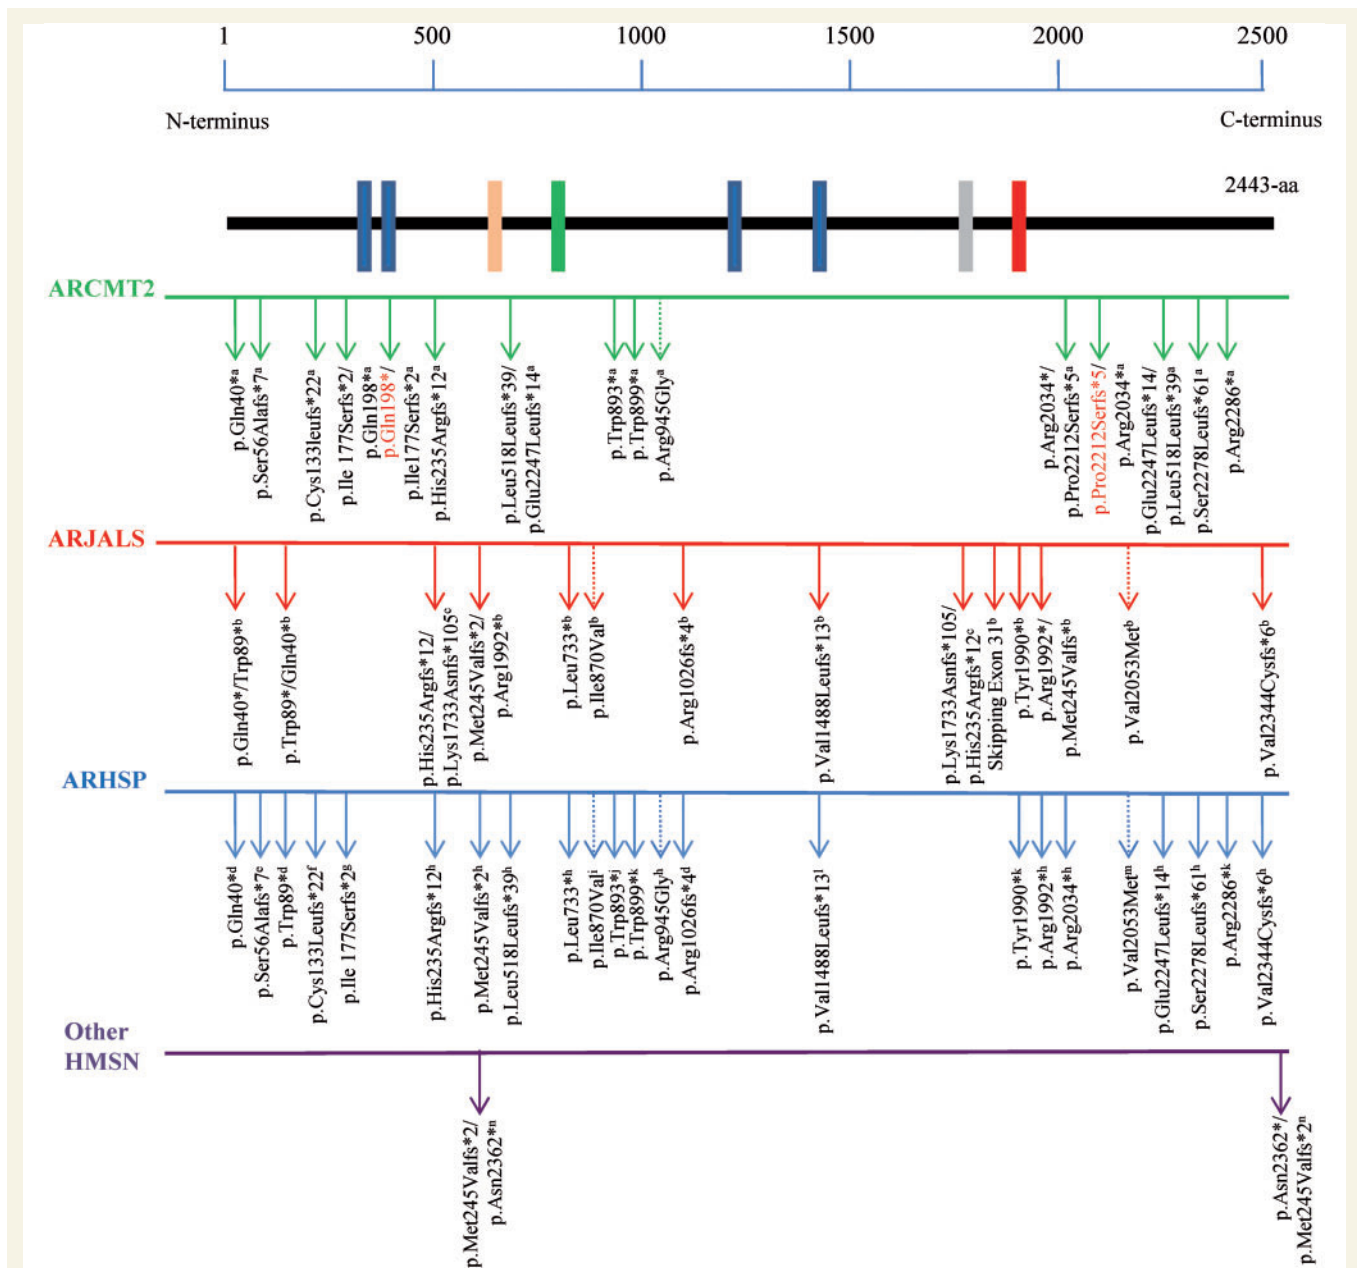 1 500 1000 1500 2000 2500
N-terminus C-terminus
2443-aa
ARCMT2
p.Gln40*ᵃ
p.Ser56Alafs*7ᵃ
p.Cys133leufs*22ᵃ
p.Ile 177Serfs*2/
p.Gln198*ᵃ
p.Gln198*/
p.Ile177Serfs*2ᵃ
p.His235Argfs*12ᵃ
p.Leu518Leufs*39/
p.Glu2247Leufs*14ᵃ
p.Trp893*ᵃ
p.Trp899*ᵃ
p.Arg945Glyᵃ
p.Arg2034*/
p.Pro2212Serfs*5ᵃ
p.Pro2212Serfs*5/
p.Arg2034*ᵃ
p.Glu2247Leufs*14/
p.Leu518Leufs*39ᵃ
p.Ser2278Leufs*61ᵃ
p.Arg2286*ᵃ
ARJALS
p.Gln40*/Trp89*ᵇ
p.Trp89*/Gln40*ᵇ
p.His235Argfs*12/
p.Lys1733Asnfs*105ᶜ
p.Met245Valfs*2/
p.Arg1992*ᵇ
p.Leu733*ᵇ
p.Ile870Valᵇ
p.Arg1026fs*4ᵇ
p.Val1488Leufs*13ᵇ
p.Lys1733Asnfs*105/
p.His235Argfs*12ᶜ
Skipping Exon 31ᵇ
p.Tyr1990*ᵇ
p.Arg1992*/
p.Met245Valfs*ᵇ
p.Val2053Metᵇ
p.Val2344Cysfs*6ᵇ
ARHSP
p.Gln40*ᵈ
p.Ser56Alafs*7ᵉ
p.Trp89*ᵈ
p.Cys133Leufs*22ᶠ
p.Ile 177Serfs*2ᵍ
p.His235Argfs*12ʰ
p.Met245Valfs*2ʰ
p.Leu518Leufs*39ʰ
p.Leu733*ʰ
p.Ile870Valⁱ
p.Trp893*ʲ
p.Trp899*ᵏ
p.Arg945Glyʰ
p.Arg1026fs*4ᵈ
p.Val1488Leufs*13ˡ
p.Tyr1990*ᵏ
p.Arg1992*ʰ
p.Arg2034*ʰ
p.Val2053Metᵐ
p.Glu2247Leufs*14ʰ
p.Ser2278Leufs*61ʰ
p.Arg2286*ᵏ
p.Val2344Cysfs*6ʰ
Other
HMSN
p.Met245Valfs*2/
p.Asn2362*ⁿ
p.Asn2362*/
p.Met245Valfs*2ⁿ